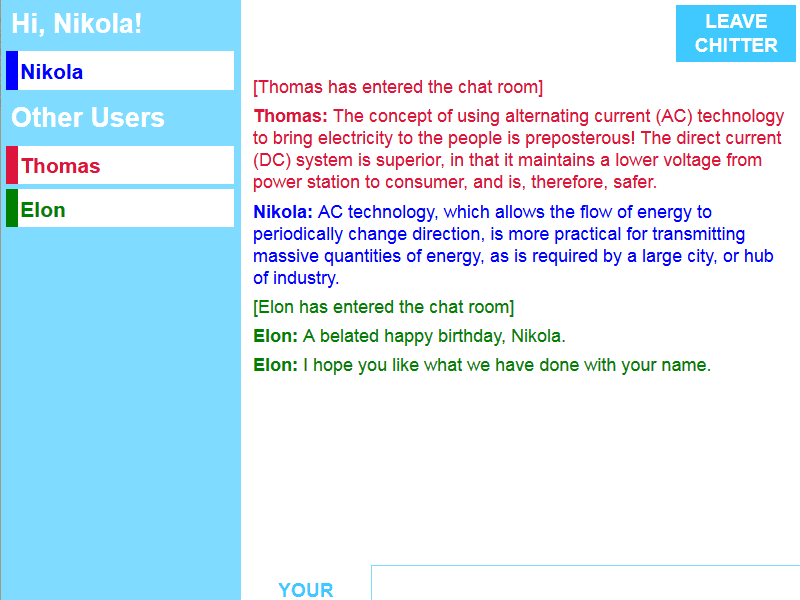 Hi, Nikola!
Nikola
Other Users
Thomas
Elon
LEAVE
CHITTER
[Thomas has entered the chat room]
Thomas: The concept of using alternating current (AC) technology
to bring electricity to the people is preposterous! The direct current
(DC) system is superior, in that it maintains a lower voltage from
power station to consumer, and is, therefore, safer.
Nikola: AC technology, which allows the flow of energy to
periodically change direction, is more practical for transmitting
massive quantities of energy, as is required by a large city, or hub
of industry.
[Elon has entered the chat room]
Elon: A belated happy birthday, Nikola.
Elon: I hope you like what we have done with your name.
YOUR